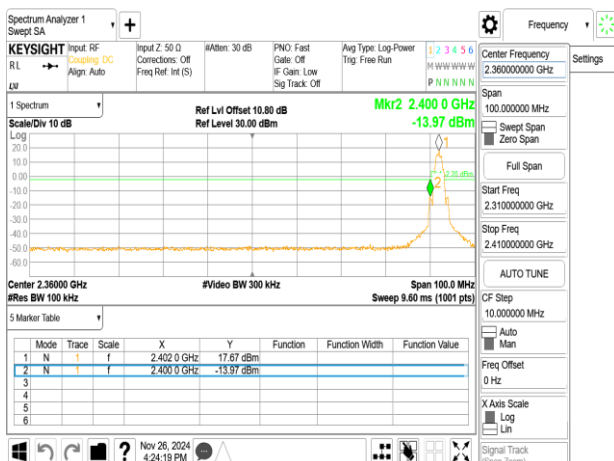 Spectrum Analyzer 1
Swept SA
Frequency
KEYSIGHT
RL
Input: RF
Coupling: DC
Align: Auto
Input Z: 50 Ω
Corrections: Off
Freq Ref: Int (S)
#Atten: 30 dB
PNO: Fast
Gate: Off
IF Gain: Low
Sig Track: Off
Avg Type: Log-Power
Trig: Free Run
1 2 3 4 5 6
M W W W W W
P N N N N N
1 Spectrum
Scale/Div 10 dB
Ref Lvl Offset 10.80 dB
Ref Level 30.00 dBm
Mkr2 2.400 0 GHz
-13.97 dBm
Log
20.0
10.0
0.00
-10.0
-20.0
-30.0
-40.0
-50.0
-60.0
1
2
Center 2.36000 GHz
#Res BW 100 kHz
#Video BW 300 kHz
Span 100.0 MHz
Sweep 9.60 ms (1001 pts)
5 Marker Table
Mode Trace Scale X Y Function Function Width Function Value
1 N 1 f 2.402 0 GHz 17.67 dBm
2 N 1 f 2.400 0 GHz -13.97 dBm
3
4
5
6
Nov 26, 2024
4:24:19 PM
Settings
Center Frequency
2.360000000 GHz
Span
100.000000 MHz
Swept Span
Zero Span
Full Span
Start Freq
2.310000000 GHz
Stop Freq
2.410000000 GHz
AUTO TUNE
CF Step
10.000000 MHz
Auto
Man
Freq Offset
0 Hz
X Axis Scale
Log
Lin
Signal Track